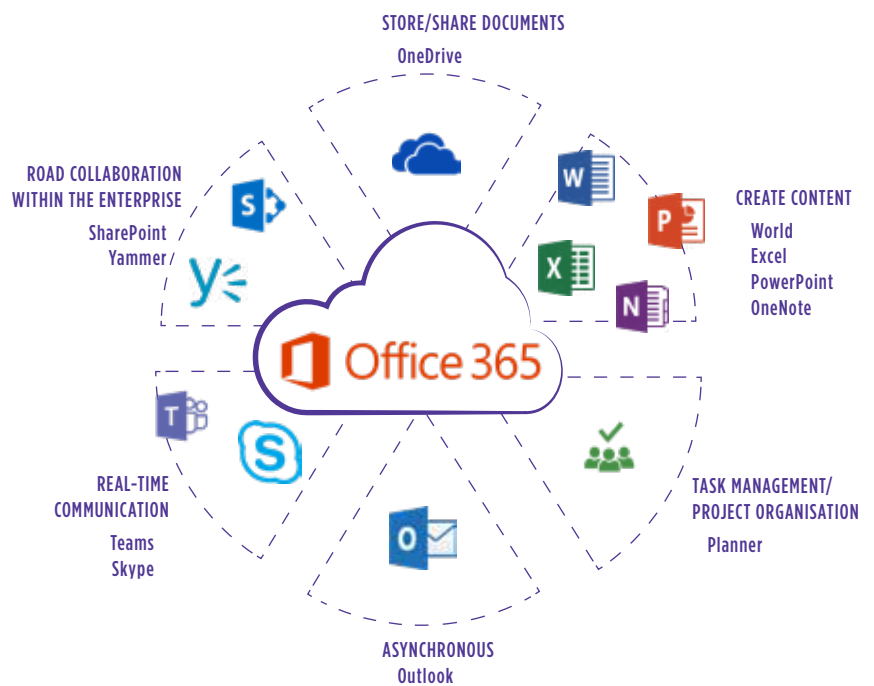 STORE/SHARE DOCUMENTS
OneDrive
ROAD COLLABORATION
WITHIN THE ENTERPRISE
SharePoint
Yammer
S
y
W
P
X
N
CREATE CONTENT
World
Excel
PowerPoint
OneNote
Office 365
T
S
REAL-TIME
COMMUNICATION
Teams
Skype
O
TASK MANAGEMENT/
PROJECT ORGANISATION
Planner
ASYNCHRONOUS
Outlook